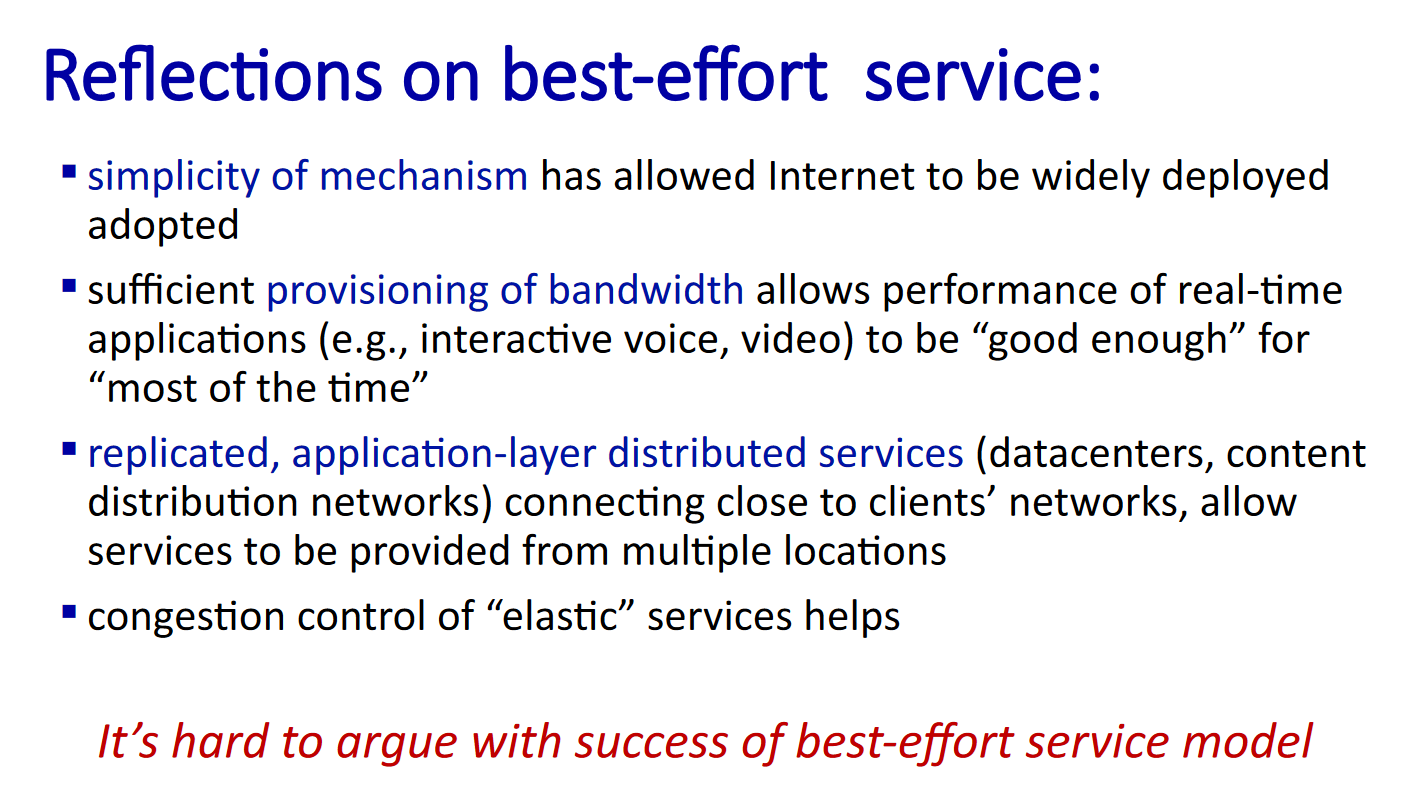 Reflections on best-effort  service:
▪ simplicity of mechanism has allowed Internet to be widely deployed
adopted
▪ sufficient provisioning of bandwidth allows performance of real-time
applications (e.g., interactive voice, video) to be “good enough” for
“most of the time”
▪ replicated, application-layer distributed services (datacenters, content
distribution networks) connecting close to clients’ networks, allow
services to be provided from multiple locations
▪ congestion control of “elastic” services helps
It’s hard to argue with success of best-effort service model